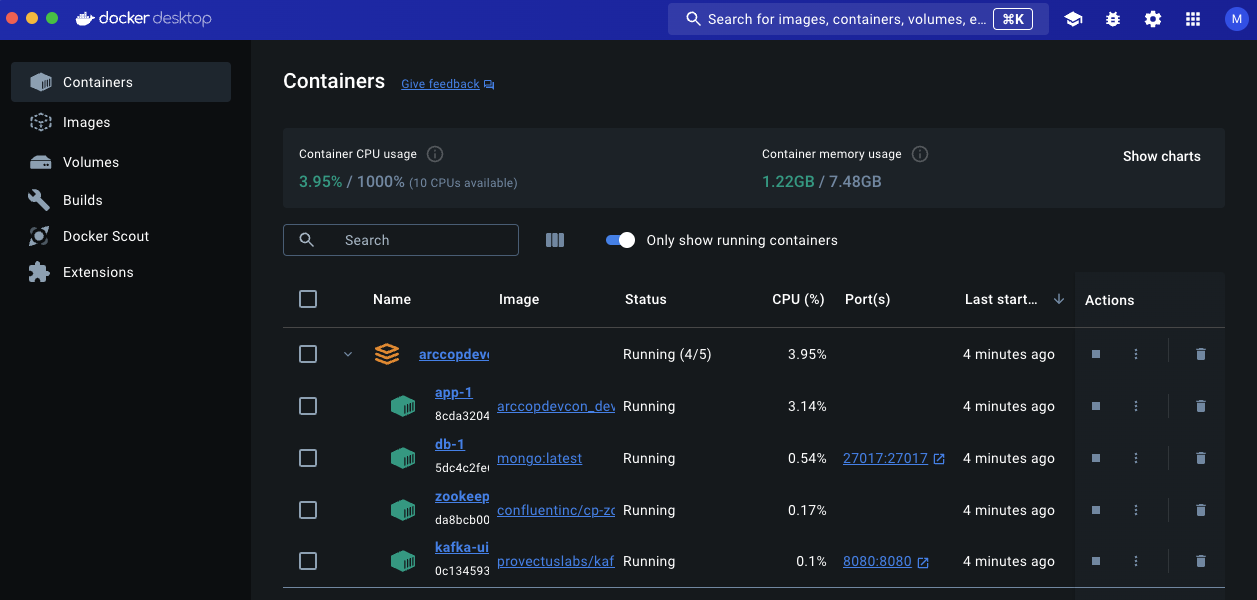 docker desktop
Search for images, containers, volumes, e... ⌘K
M
Containers
Images
Volumes
Builds
Docker Scout
Extensions
Containers Give feedback
Container CPU usage
3.95% / 1000% (10 CPUs available)
Container memory usage
1.22GB / 7.48GB
Show charts
Search
Only show running containers
Name Image Status CPU (%) Port(s) Last start... Actions
arccopdev Running (4/5) 3.95% 4 minutes ago
app-1
8cda3204 arccopdevcon_dev Running 3.14% 4 minutes ago
db-1
5dc4c2fe mongo:latest Running 0.54% 27017:27017 4 minutes ago
zookeep
da8bcb00 confluentinc/cp-zo Running 0.17% 4 minutes ago
kafka-ui
0c134593 provectuslabs/kaf Running 0.1% 8080:8080 4 minutes ago